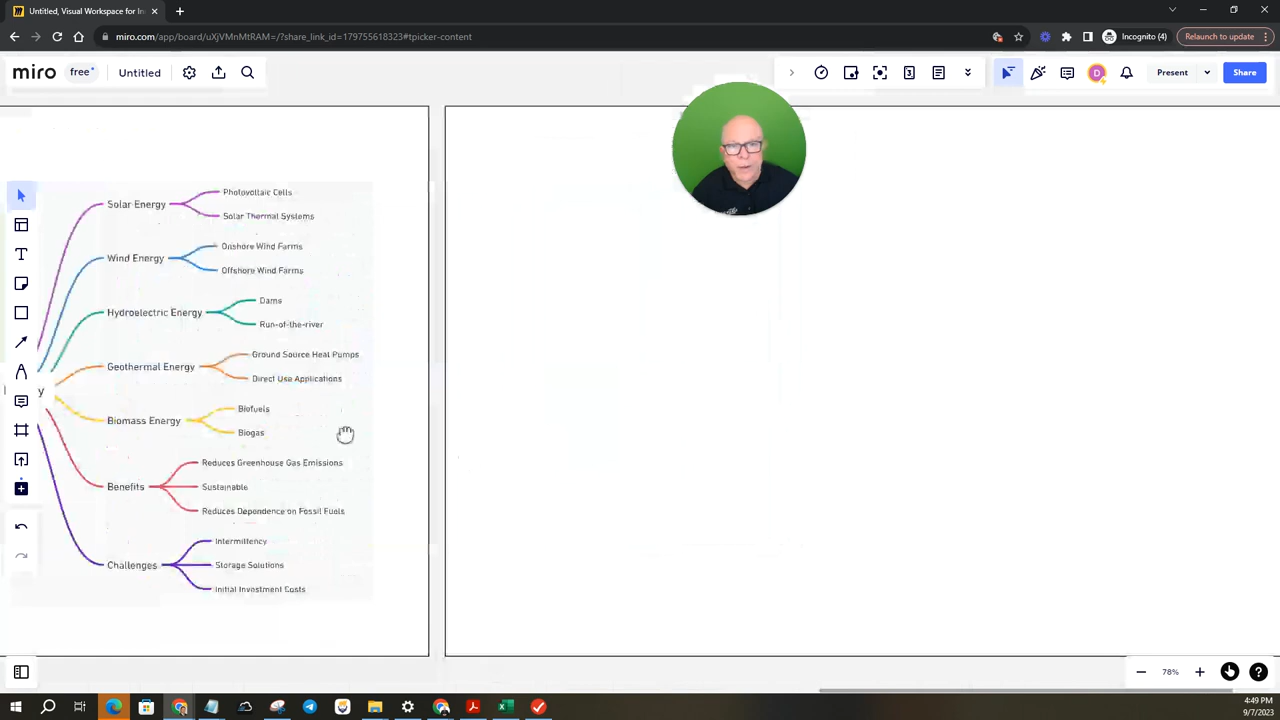 Untitled, Visual Workspace for In
Incognito (4)
Relaunch to update
miro.com/app/board/uXjVMnMtRAM=/?share_link_id=179755618323#tpicker-content
miro
free
Untitled
3
D
Present
Share
Solar Energy
Photovoltaic Cells
Solar Thermal Systems
Wind Energy
Onshore Wind Farms
Offshore Wind Farms
Hydroelectric Energy
Dams
Run-of-the-river
Geothermal Energy
Ground Source Heat Pumps
Direct Use Applications
y
Biomass Energy
Biofuels
Biogas
Benefits
Reduces Greenhouse Gas Emissions
Sustainable
Reduces Dependence on Fossil Fuels
Challenges
Intermittency
Storage Solutions
Initial Investment Costs
78%
4:49 PM
9/7/2023